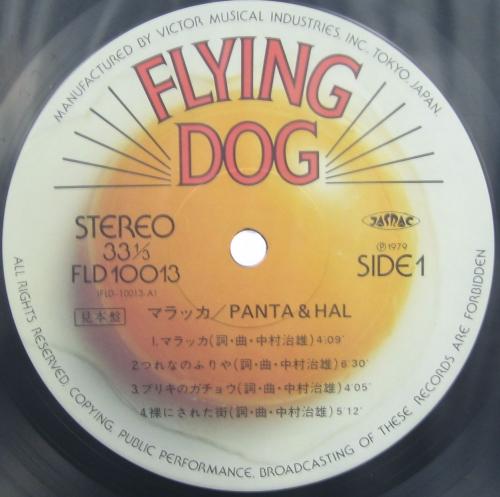 MANUFACTURED BY VICTOR MUSICAL INDUSTRIES, INC., TOKYO, JAPAN.
FLYING
DOG
STEREO
33 1/3
FLD 10013
(FLD-10013-A)
JASRAC
Ⓟ1979
SIDE 1
見本盤
マラッカ/PANTA & HAL
1.マラッカ(詞・曲・中村治雄)4'09"
2.つれなのふりや(詞・曲・中村治雄)6'30"
3.ブリキのガチョウ(詞・曲・中村治雄)4'05"
4.裸にされた街(詞・曲・中村治雄)5'12"
ALL RIGHTS RESERVED. COPYING, PUBLIC PERFORMANCE, BROADCASTING OF THESE RECORDS ARE FORBIDDEN